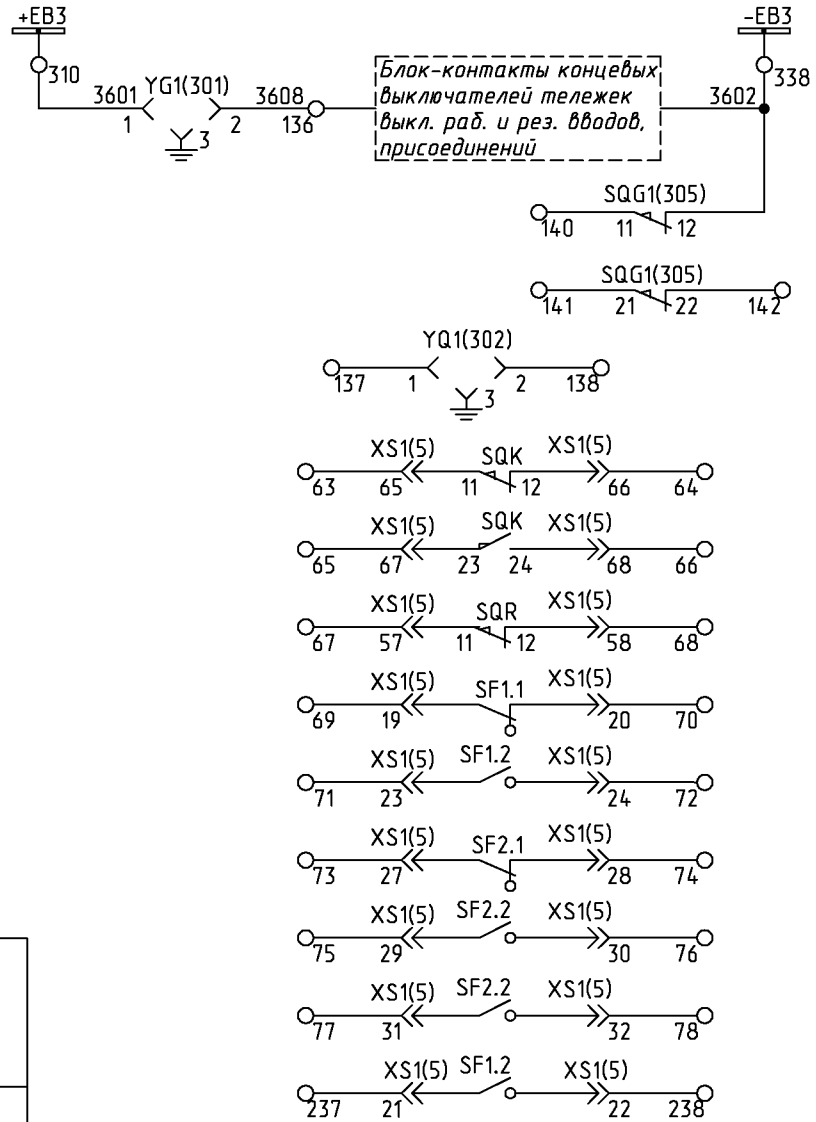 +ЕВ3 -ЕВ3
310 338
3601 YG1(301) 3608 3602
1 2 136
3
Блок-контакты концевых
выключателей тележек
выкл. раб. и рез. вводов,
присоединений
SQG1(305)
140 11 12
SQG1(305)
141 21 22 142
YQ1(302)
137 1 2 138
3
XS1(5) SQK XS1(5)
63 65 11 12 66 64
XS1(5) SQK XS1(5)
65 67 23 24 68 66
XS1(5) SQR XS1(5)
67 57 11 12 58 68
XS1(5) SF1.1 XS1(5)
69 19 20 70
XS1(5) SF1.2 XS1(5)
71 23 24 72
XS1(5) SF2.1 XS1(5)
73 27 28 74
XS1(5) SF2.2 XS1(5)
75 29 30 76
XS1(5) SF2.2 XS1(5)
77 31 32 78
XS1(5) SF1.2 XS1(5)
237 21 22 238